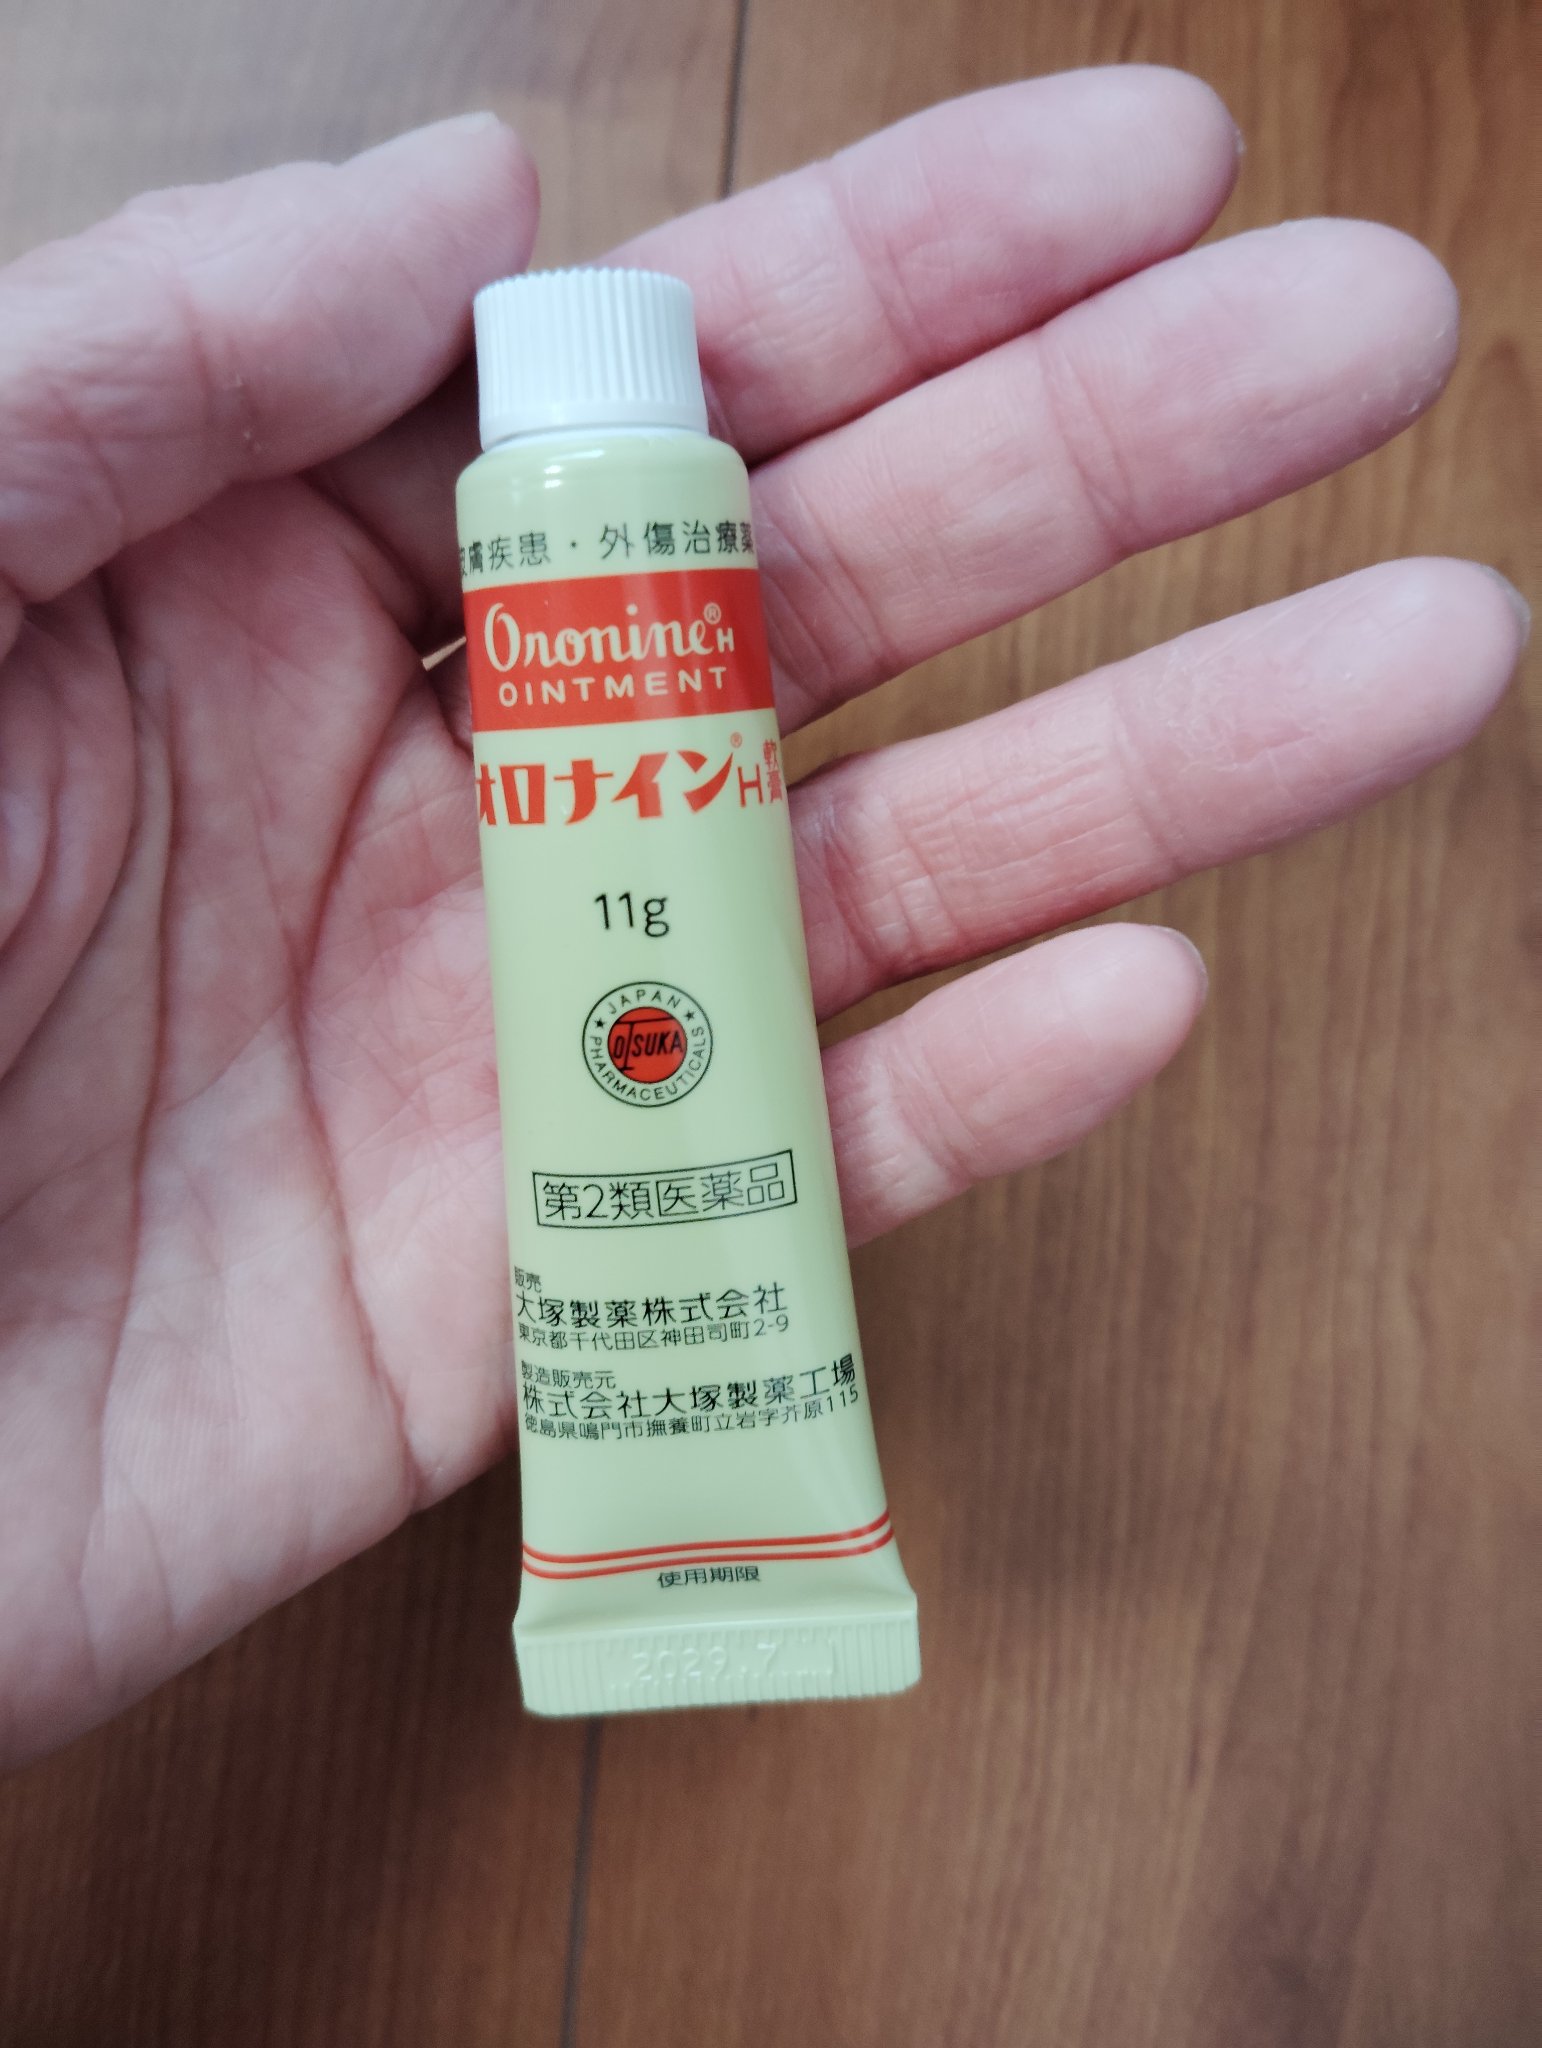 皮膚疾患・外傷治療薬
Oronine® H
OINTMENT
オロナイン® H 軟膏
11g
★ JAPAN ★
OTSUKA
PHARMACEUTICALS
第2類医薬品
販売
大塚製薬株式会社
東京都千代田区神田司町2-9
製造販売元
株式会社大塚製薬工場
徳島県鳴門市撫養町立岩字芥原115
使用期限
2029.7